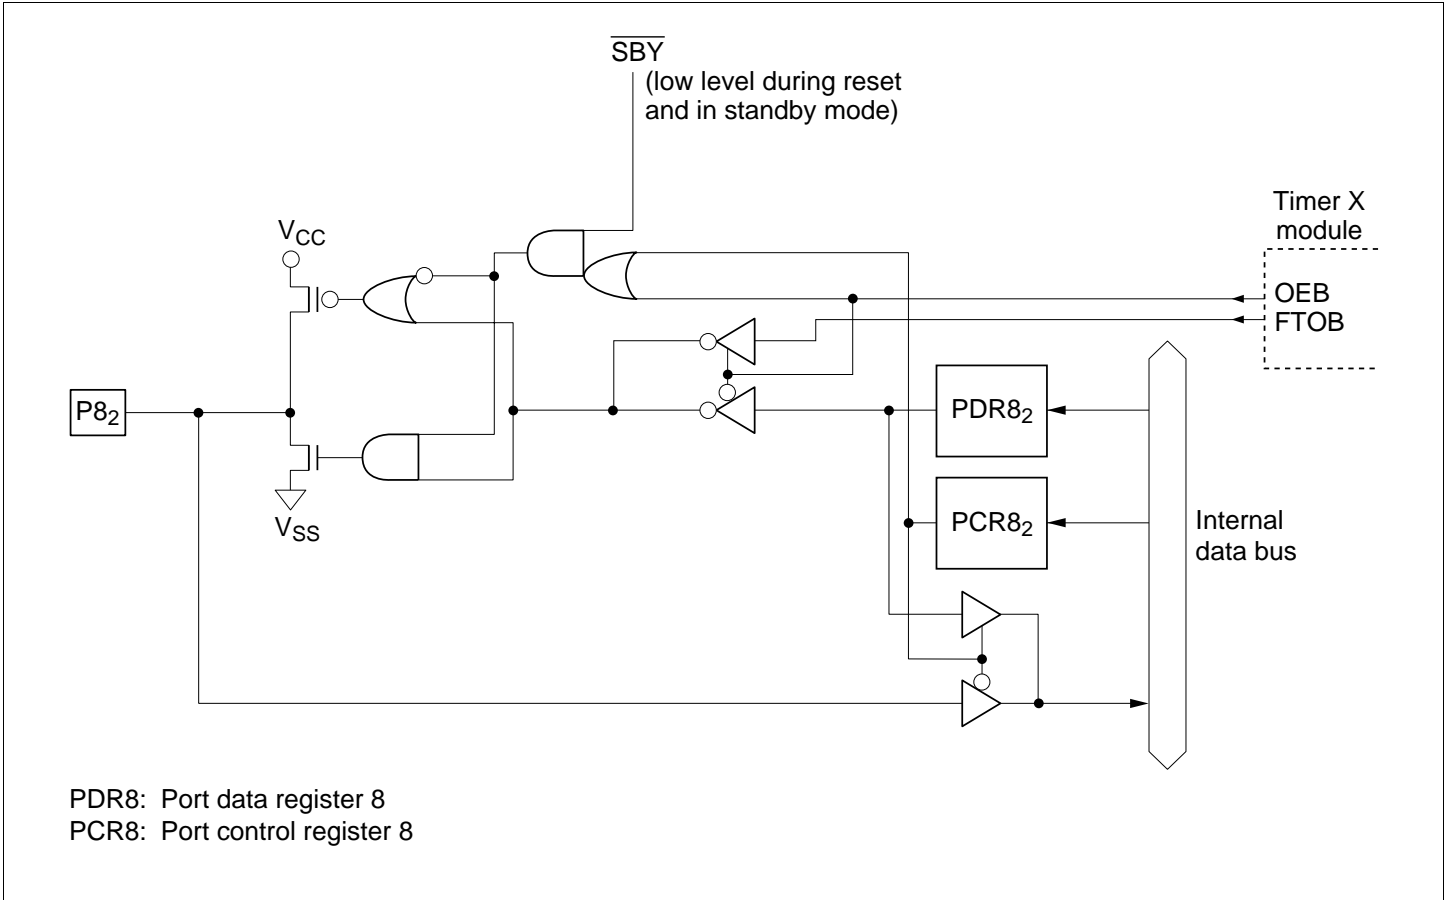 SBY
(low level during reset
and in standby mode)
Timer X
module
VCC
OEB
FTOB
P82
PDR82
PCR82
VSS
Internal
data bus
PDR8: Port data register 8
PCR8: Port control register 8